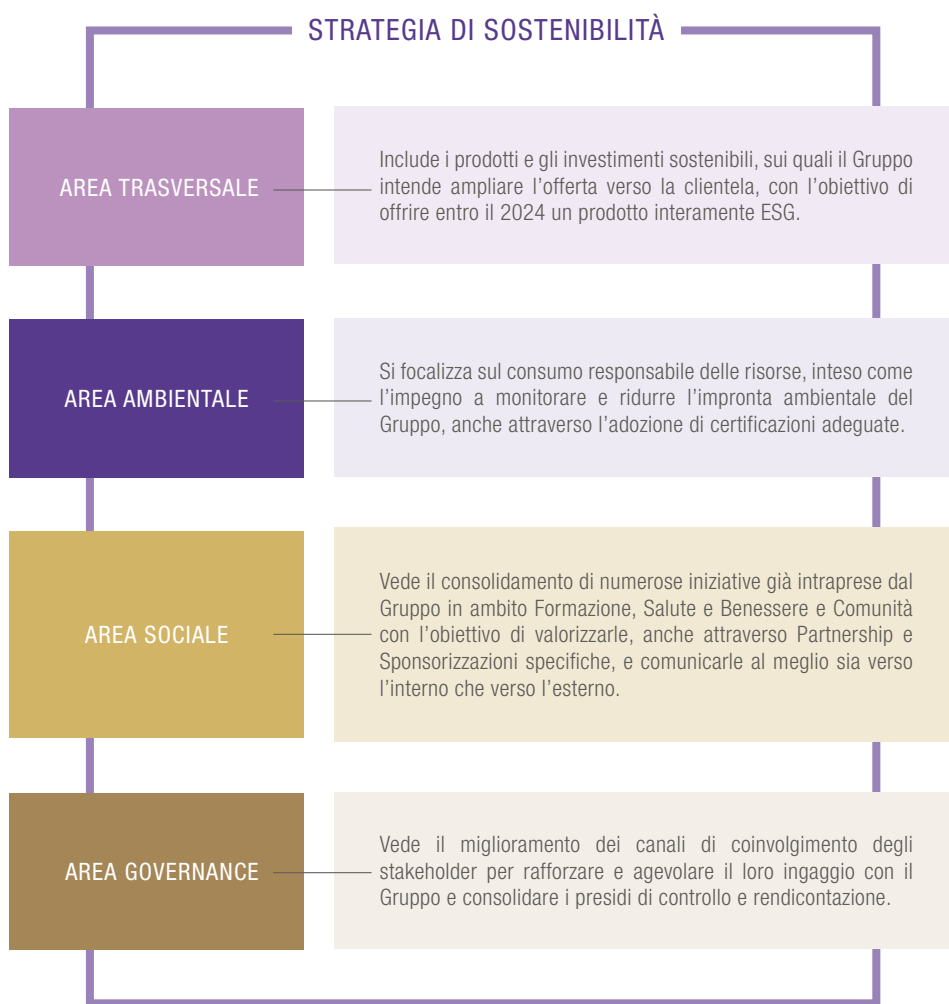 STRATEGIA DI SOSTENIBILITÀ
AREA TRASVERSALE
Include i prodotti e gli investimenti sostenibili, sui quali il Gruppo
intende ampliare l’offerta verso la clientela, con l’obiettivo di
offrire entro il 2024 un prodotto interamente ESG.
AREA AMBIENTALE
Si focalizza sul consumo responsabile delle risorse, inteso come
l’impegno a monitorare e ridurre l’impronta ambientale del
Gruppo, anche attraverso l’adozione di certificazioni adeguate.
AREA SOCIALE
Vede il consolidamento di numerose iniziative già intraprese dal
Gruppo in ambito Formazione, Salute e Benessere e Comunità
con l’obiettivo di valorizzarle, anche attraverso Partnership e
Sponsorizzazioni specifiche, e comunicarle al meglio sia verso
l’interno che verso l’esterno.
AREA GOVERNANCE
Vede il miglioramento dei canali di coinvolgimento degli
stakeholder per rafforzare e agevolare il loro ingaggio con il
Gruppo e consolidare i presidi di controllo e rendicontazione.